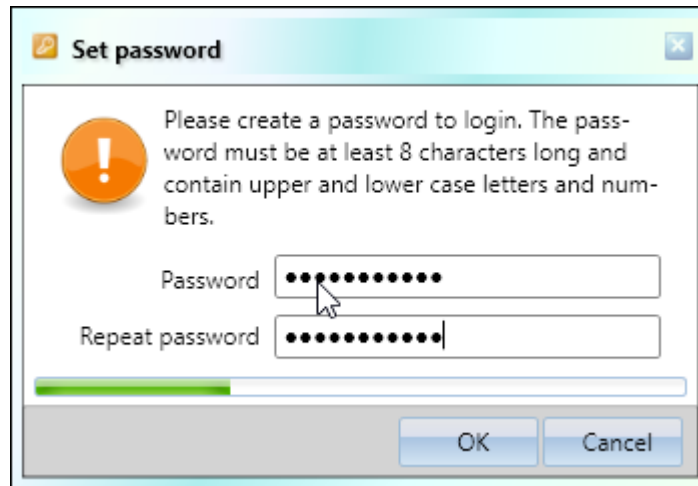 Set password
Please create a password to login. The pass-
word must be at least 8 characters long and
contain upper and lower case letters and num-
bers.
Password ●●●●●●●●●●●
Repeat password ●●●●●●●●●●●
OK Cancel